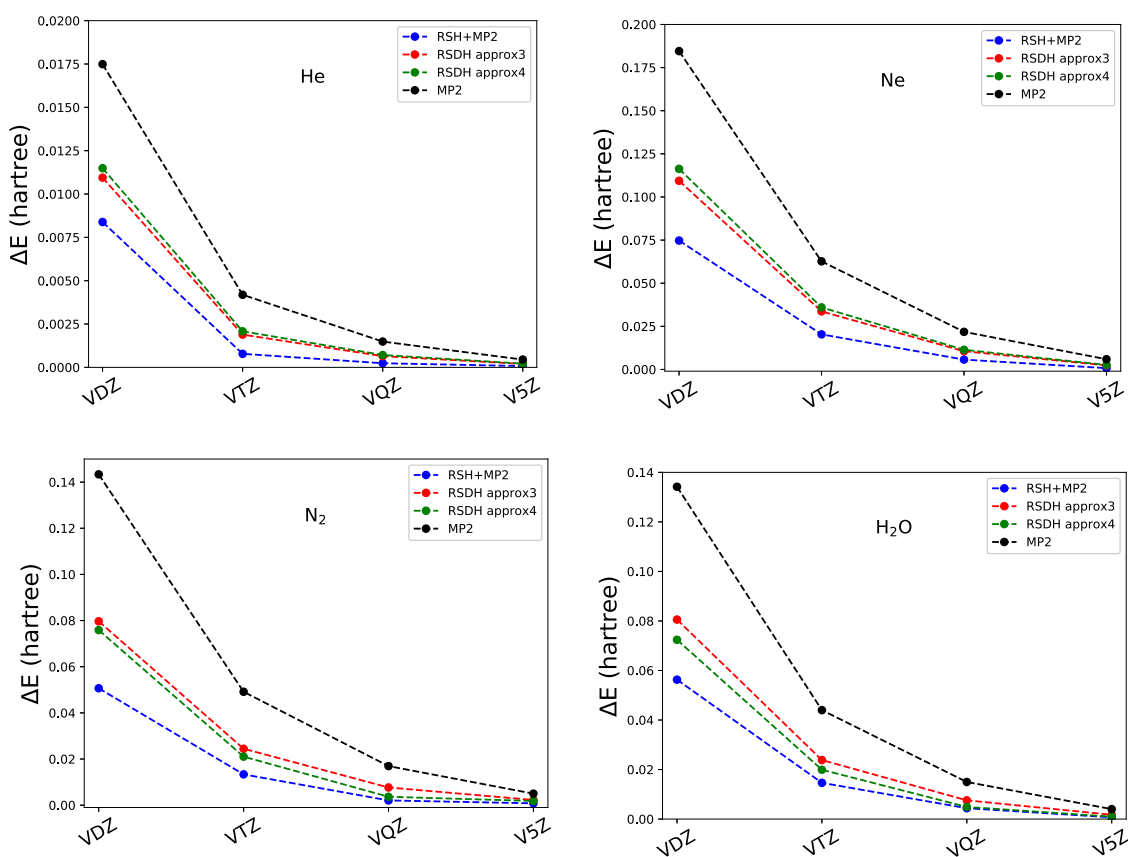 ΔE (hartree)
0.0200
0.0175
0.0150
0.0125
0.0100
0.0075
0.0050
0.0025
0.0000
He
RSH+MP2
RSDH approx3
RSDH approx4
MP2
VDZ
VTZ
VQZ
V5Z
ΔE (hartree)
0.200
0.175
0.150
0.125
0.100
0.075
0.050
0.025
0.000
Ne
RSH+MP2
RSDH approx3
RSDH approx4
MP2
VDZ
VTZ
VQZ
V5Z
ΔE (hartree)
0.14
0.12
0.10
0.08
0.06
0.04
0.02
0.00
N₂
RSH+MP2
RSDH approx3
RSDH approx4
MP2
VDZ
VTZ
VQZ
V5Z
ΔE (hartree)
0.14
0.12
0.10
0.08
0.06
0.04
0.02
0.00
H₂O
RSH+MP2
RSDH approx3
RSDH approx4
MP2
VDZ
VTZ
VQZ
V5Z